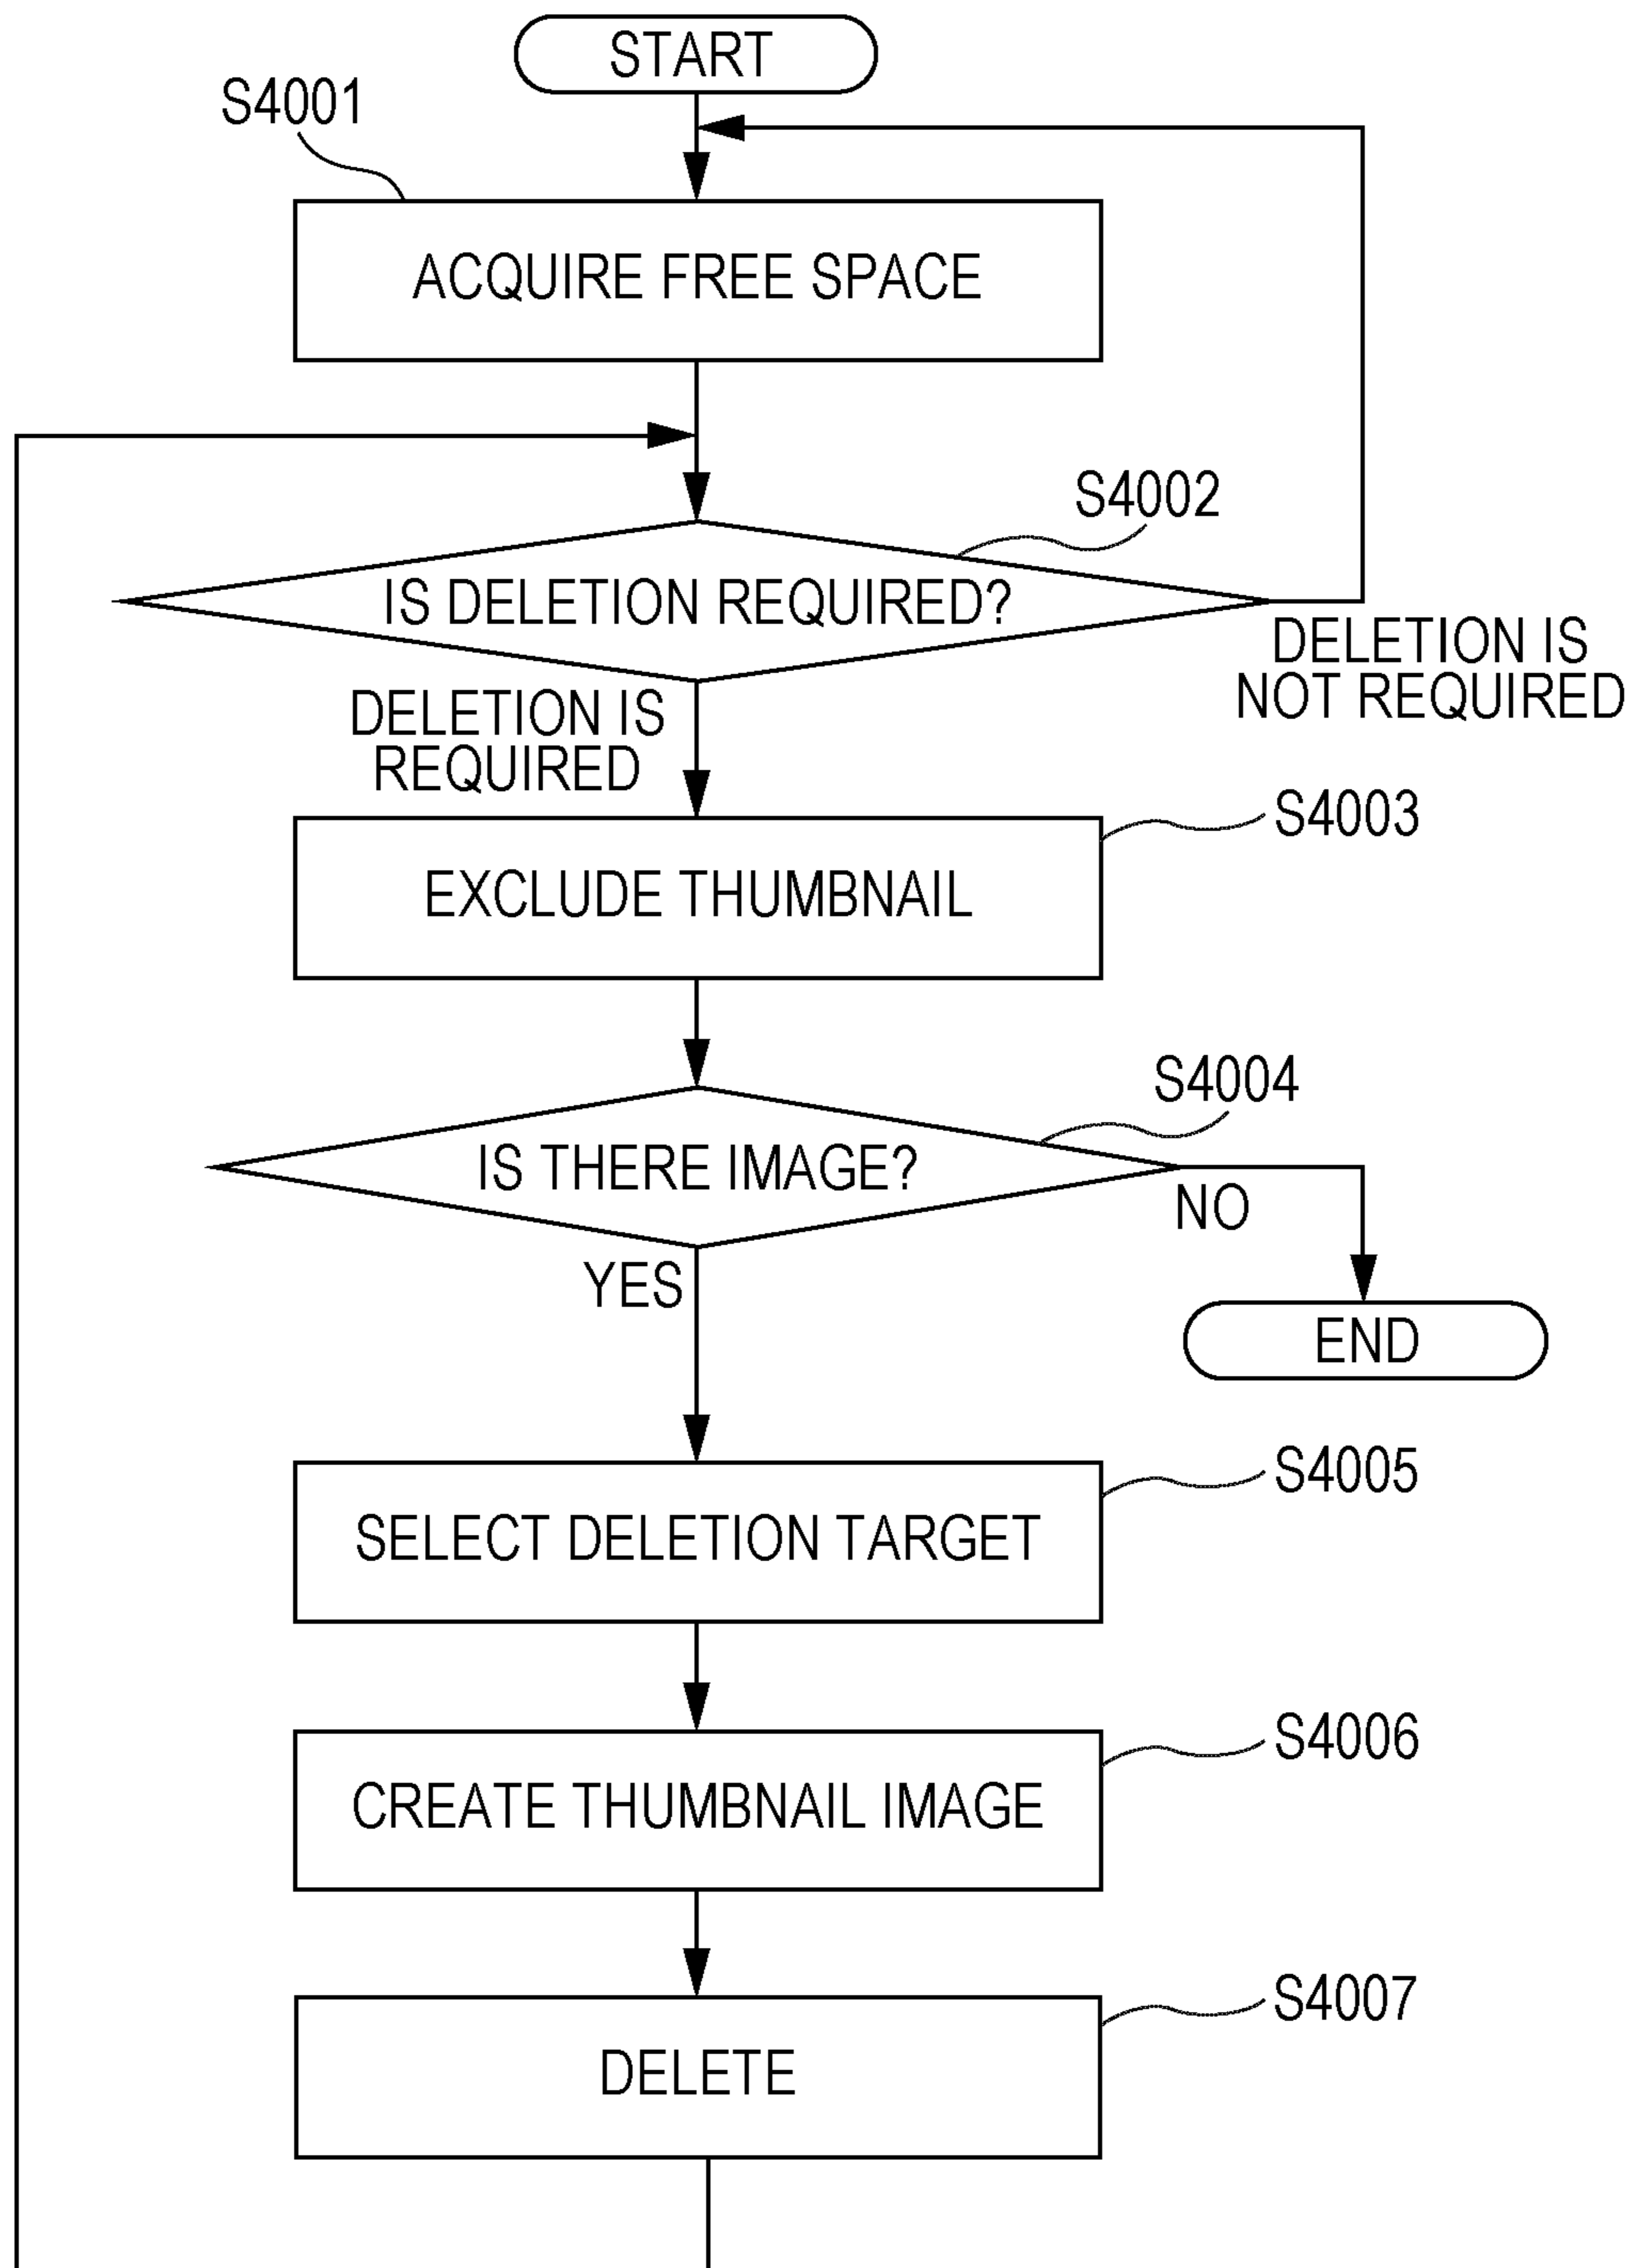 START
S4001
ACQUIRE FREE SPACE
S4002
IS DELETION REQUIRED?
DELETION IS
NOT REQUIRED
DELETION IS
REQUIRED
S4003
EXCLUDE THUMBNAIL
S4004
IS THERE IMAGE?
NO
YES
END
S4005
SELECT DELETION TARGET
S4006
CREATE THUMBNAIL IMAGE
S4007
DELETE